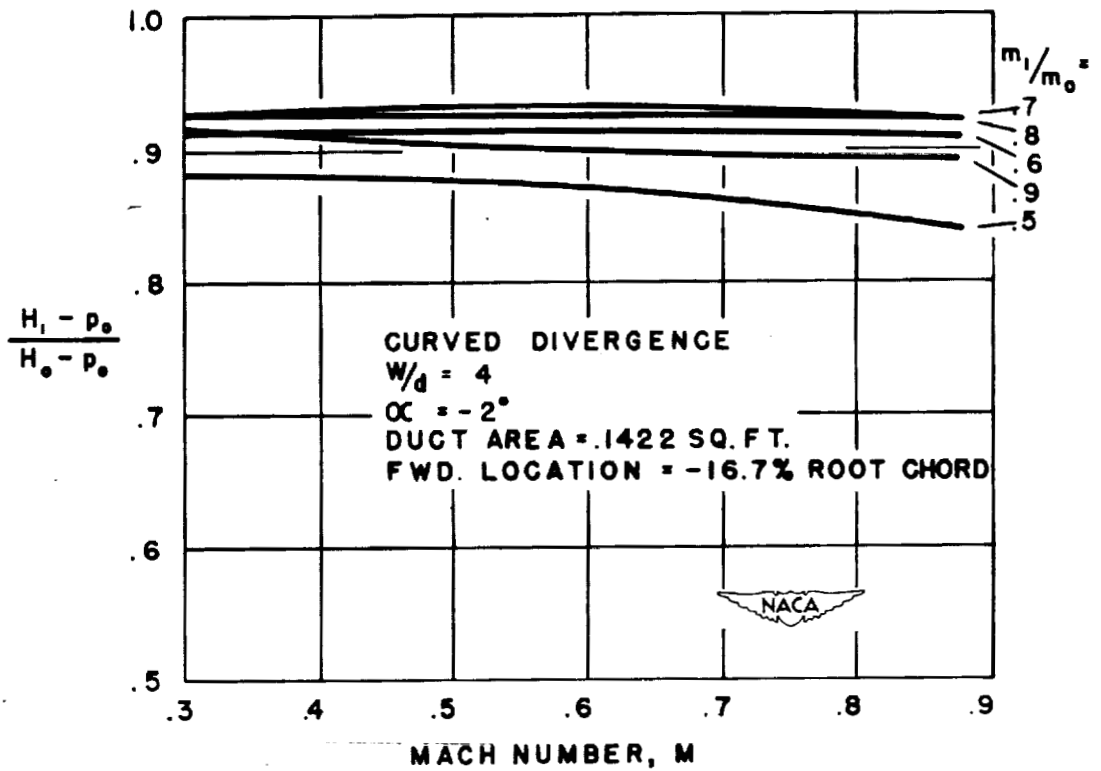 1.0
.9
.8
.7
.6
.5
H₁ - p₀
H₀ - p₀
m₁/m₀ =
.7
.8
.6
.9
.5
CURVED DIVERGENCE
W/d = 4
α = -2°
DUCT AREA = .1422 SQ. FT.
FWD. LOCATION = -16.7% ROOT CHORD
NACA
.3 .4 .5 .6 .7 .8 .9
MACH NUMBER, M